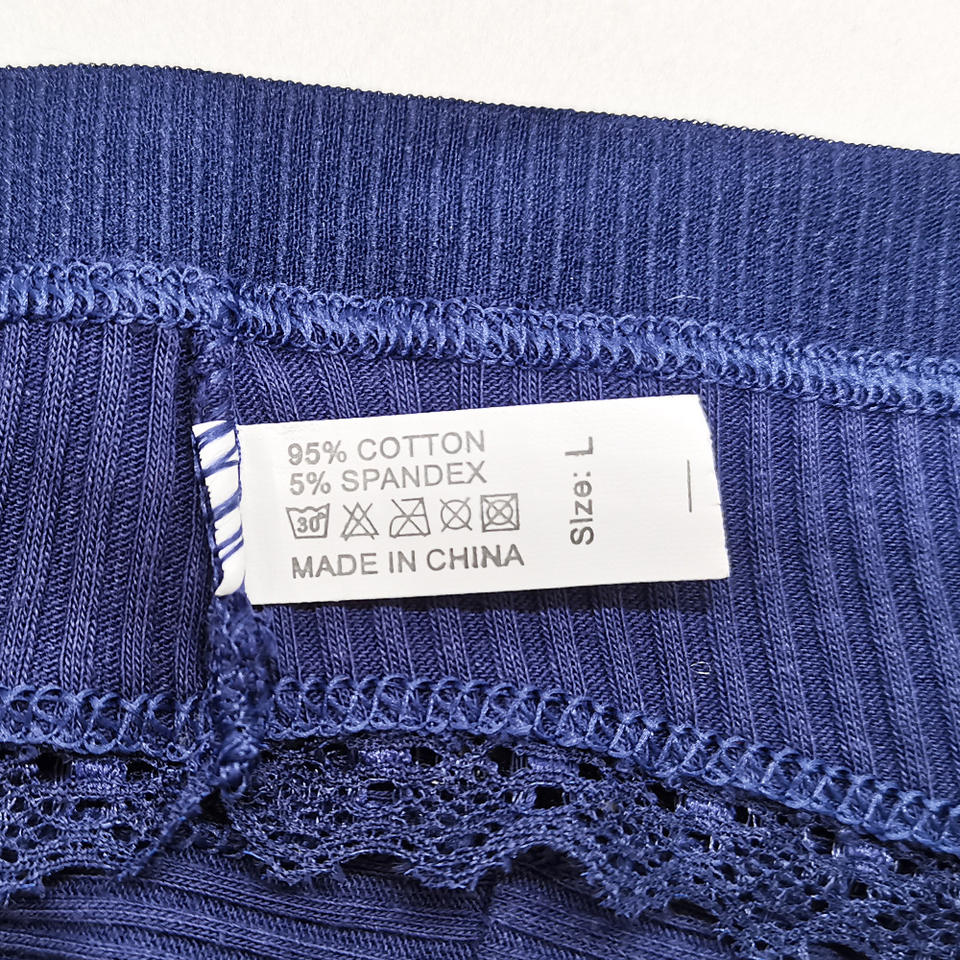 95% COTTON
5% SPANDEX
30°
MADE IN CHINA
Size: L